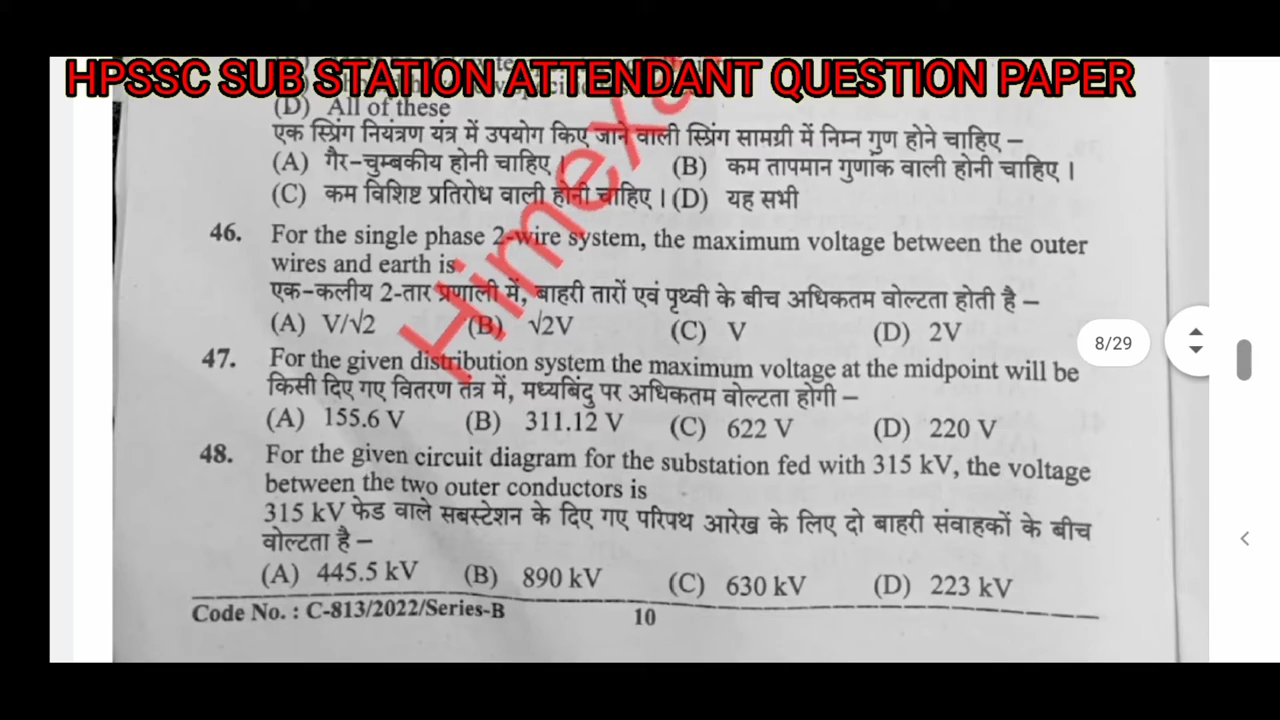 HPSSC SUB STATION ATTENDANT QUESTION PAPER
(D) All of these
एक स्प्रिंग नियंत्रण यंत्र में उपयोग किए जाने वाली स्प्रिंग सामग्री में निम्न गुण होने चाहिए –
(A) गैर-चुम्बकीय होनी चाहिए। (B) कम तापमान गुणांक वाली होनी चाहिए।
(C) कम विशिष्ट प्रतिरोध वाली होनी चाहिए। (D) यह सभी
46. For the single phase 2-wire system, the maximum voltage between the outer
wires and earth is
एक-कलीय 2-तार प्रणाली में, बाहरी तारों एवं पृथ्वी के बीच अधिकतम वोल्टता होती है –
(A) V/√2 (B) √2V (C) V (D) 2V
8/29
47. For the given distribution system the maximum voltage at the midpoint will be
किसी दिए गए वितरण तंत्र में, मध्यबिंदु पर अधिकतम वोल्टता होगी –
(A) 155.6 V (B) 311.12 V (C) 622 V (D) 220 V
48. For the given circuit diagram for the substation fed with 315 kV, the voltage
between the two outer conductors is
315 kV फेड वाले सबस्टेशन के दिए गए परिपथ आरेख के लिए दो बाहरी संवाहकों के बीच
वोल्टता है –
(A) 445.5 kV (B) 890 kV (C) 630 kV (D) 223 kV
Code No. : C-813/2022/Series-B 10
Himexa